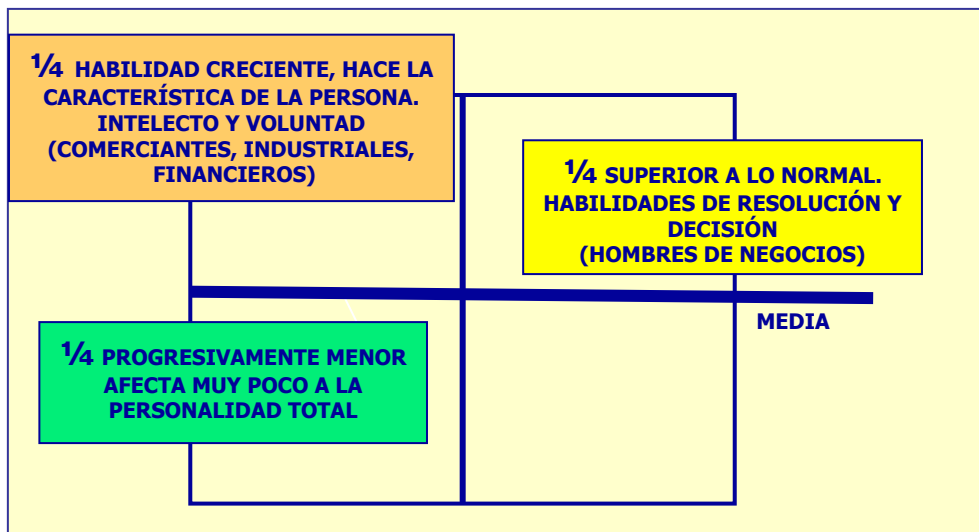 ¼ HABILIDAD CRECIENTE, HACE LA
CARACTERÍSTICA DE LA PERSONA.
INTELECTO Y VOLUNTAD
(COMERCIANTES, INDUSTRIALES,
FINANCIEROS)
¼ SUPERIOR A LO NORMAL.
HABILIDADES DE RESOLUCIÓN Y
DECISIÓN
(HOMBRES DE NEGOCIOS)
MEDIA
¼ PROGRESIVAMENTE MENOR
AFECTA MUY POCO A LA
PERSONALIDAD TOTAL